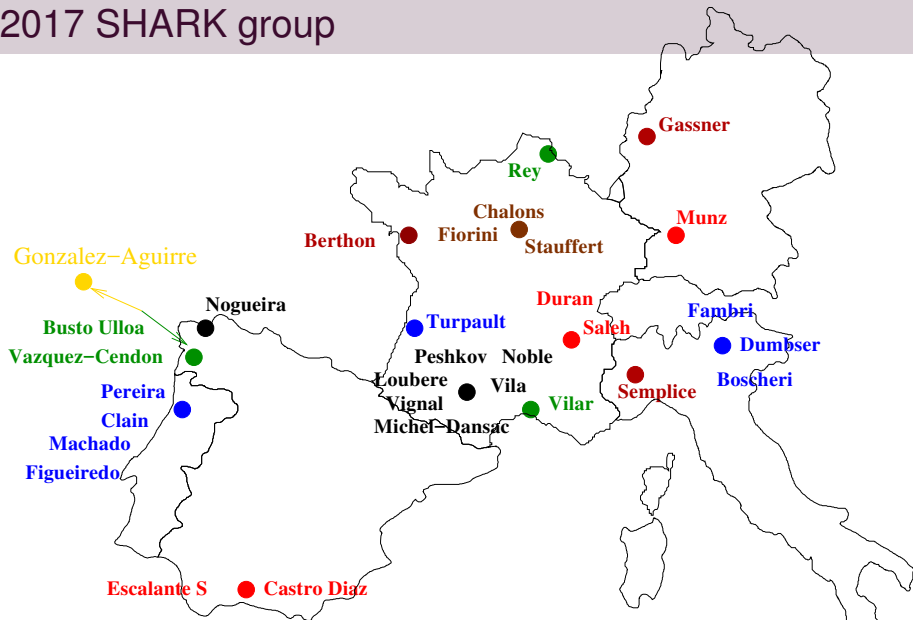 2017 SHARK group
Gassner
Rey
Chalons
Munz
Berthon
Fiorini
Stauffert
Gonzalez−Aguirre
Duran
Nogueira
Fambri
Busto Ulloa
Turpault
Saleh
Dumbser
Vazquez−Cendon
Peshkov
Noble
Loubere
Vila
Boscheri
Pereira
Semplice
Vignal
Vilar
Clain
Michel−Dansac
Machado
Figueiredo
Escalante S
Castro Diaz